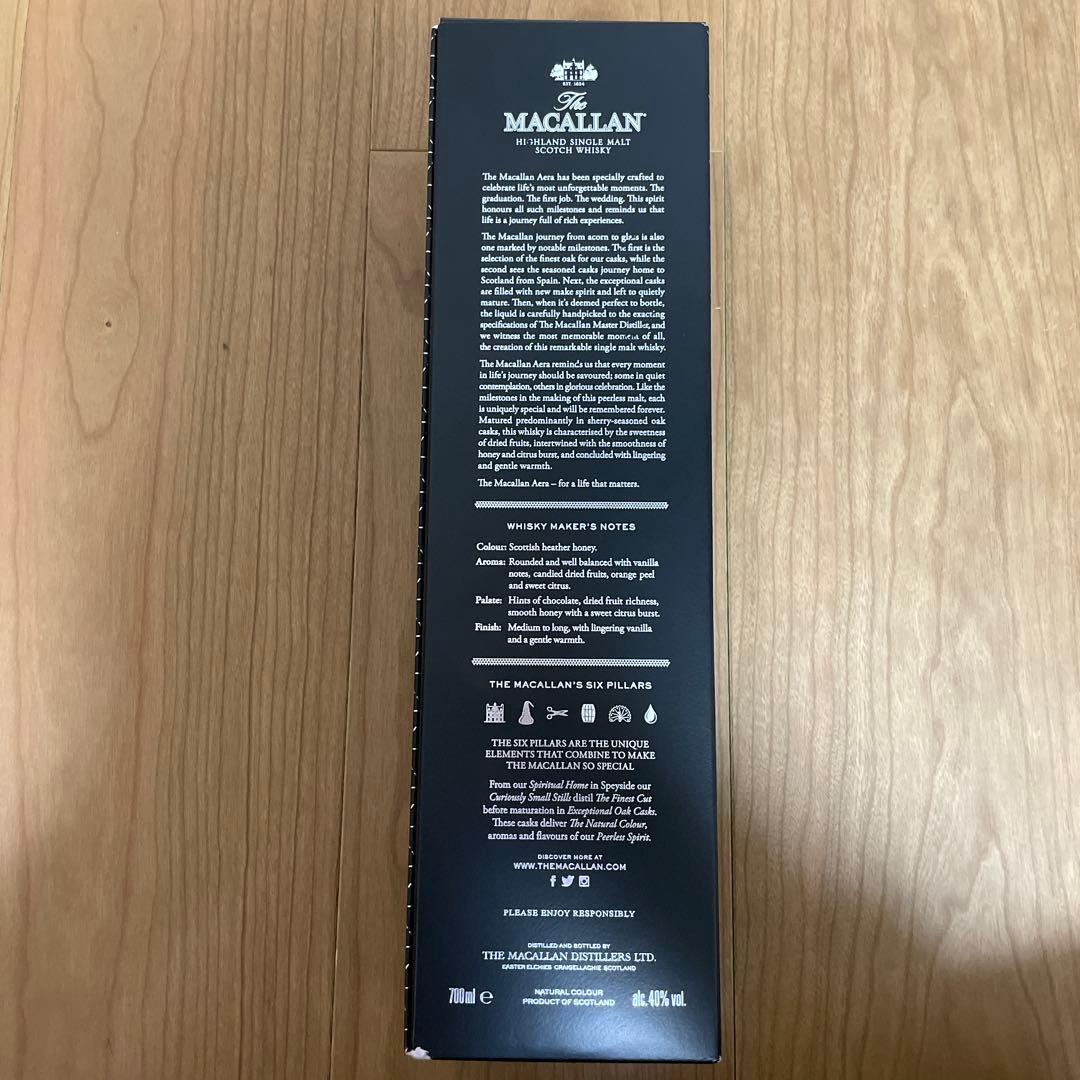 EST. 1824
The
MACALLAN
HIGHLAND SINGLE MALT
SCOTCH WHISKY
The Macallan Aera has been specially crafted to
celebrate life's most unforgettable moments. The
graduation. The first job. The wedding. This spirit
honours all such milestones and reminds us that
life is a journey full of rich experiences.
The Macallan journey from acorn to glass is also
one marked by notable milestones. The first is the
selection of the finest oak for our casks, while the
second sees the seasoned casks journey home to
Scotland from Spain. Next, the exceptional casks
are filled with new make spirit and left to quietly
mature. Then, when it's deemed perfect to bottle,
the liquid is carefully handpicked to the exacting
specifications of The Macallan Master Distiller, and
we witness the most memorable moment of all,
the creation of this remarkable single malt whisky.
The Macallan Aera reminds us that every moment
in life's journey should be savoured; some in quiet
contemplation, others in glorious celebration. Like the
milestones in the making of this peerless malt, each
is uniquely special and will be remembered forever.
Matured predominantly in sherry-seasoned oak
casks, this whisky is characterised by the sweetness
of dried fruits, intertwined with the smoothness of
honey and citrus burst, and concluded with lingering
and gentle warmth.
The Macallan Aera – for a life that matters.
WHISKY MAKER'S NOTES
Colour: Scottish heather honey.
Aroma: Rounded and well balanced with vanilla
notes, candied dried fruits, orange peel
and sweet citrus.
Palate: Hints of chocolate, dried fruit richness,
smooth honey with a sweet citrus burst.
Finish: Medium to long, with lingering vanilla
and a gentle warmth.
THE MACALLAN'S SIX PILLARS
THE SIX PILLARS ARE THE UNIQUE
ELEMENTS THAT COMBINE TO MAKE
THE MACALLAN SO SPECIAL
From our Spiritual Home in Speyside our
Curiously Small Stills distil The Finest Cut
before maturation in Exceptional Oak Casks.
These casks deliver The Natural Colour,
aromas and flavours of our Peerless Spirit.
DISCOVER MORE AT
WWW.THEMACALLAN.COM
PLEASE ENJOY RESPONSIBLY
DISTILLED AND BOTTLED BY
THE MACALLAN DISTILLERS LTD.
EASTER ELCHIES CRAIGELLACHIE SCOTLAND
700ml ℮ NATURAL COLOUR alc. 40% vol.
PRODUCT OF SCOTLAND